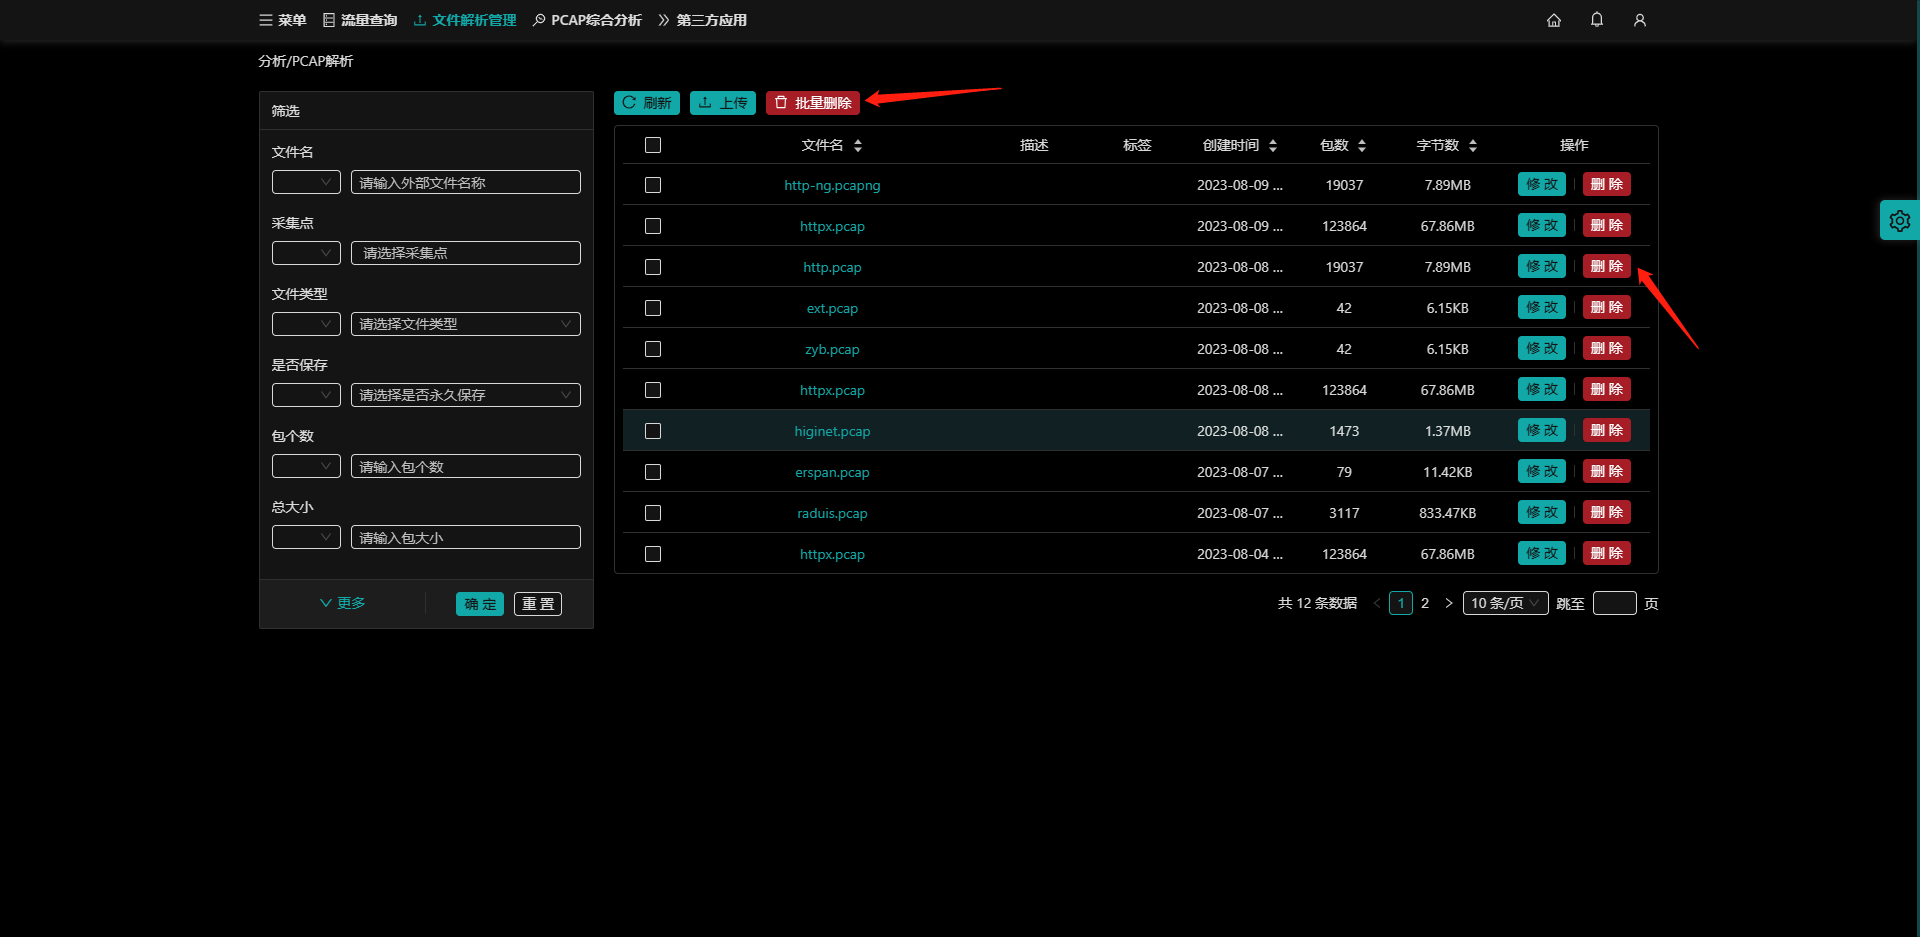 菜单 流量查询 文件解析管理 PCAP综合分析 第三方应用
分析/PCAP解析
筛选
文件名
请输入外部文件名称
采集点
请选择采集点
文件类型
请选择文件类型
是否保存
请选择是否永久保存
包个数
请输入包个数
总大小
请输入包大小
更多 确定 重置
刷新 上传 批量删除
文件名 描述 标签 创建时间 包数 字节数 操作
http-ng.pcapng 2023-08-09 ... 19037 7.89MB 修改 删除
httpx.pcap 2023-08-09 ... 123864 67.86MB 修改 删除
http.pcap 2023-08-08 ... 19037 7.89MB 修改 删除
ext.pcap 2023-08-08 ... 42 6.15KB 修改 删除
zyb.pcap 2023-08-08 ... 42 6.15KB 修改 删除
httpx.pcap 2023-08-08 ... 123864 67.86MB 修改 删除
higinet.pcap 2023-08-08 ... 1473 1.37MB 修改 删除
erspan.pcap 2023-08-07 ... 79 11.42KB 修改 删除
raduis.pcap 2023-08-07 ... 3117 833.47KB 修改 删除
httpx.pcap 2023-08-04 ... 123864 67.86MB 修改 删除
共 12 条数据 < 1 2 > 10 条/页 跳至 页